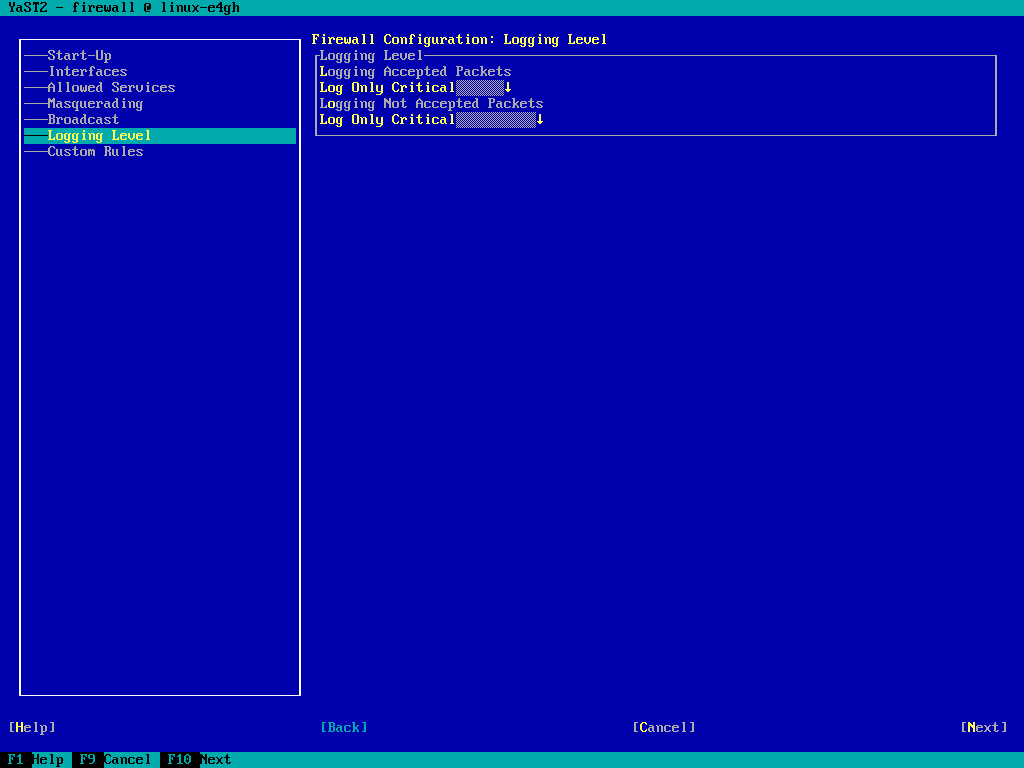 YaST2 - firewall @ linux-e4gh
Start-Up
Interfaces
Allowed Services
Masquerading
Broadcast
Logging Level
Custom Rules
Firewall Configuration: Logging Level
Logging Level
Logging Accepted Packets
Log Only Critical↓
Logging Not Accepted Packets
Log Only Critical↓
[Help] [Back] [Cancel] [Next]
F1 Help F9 Cancel F10 Next